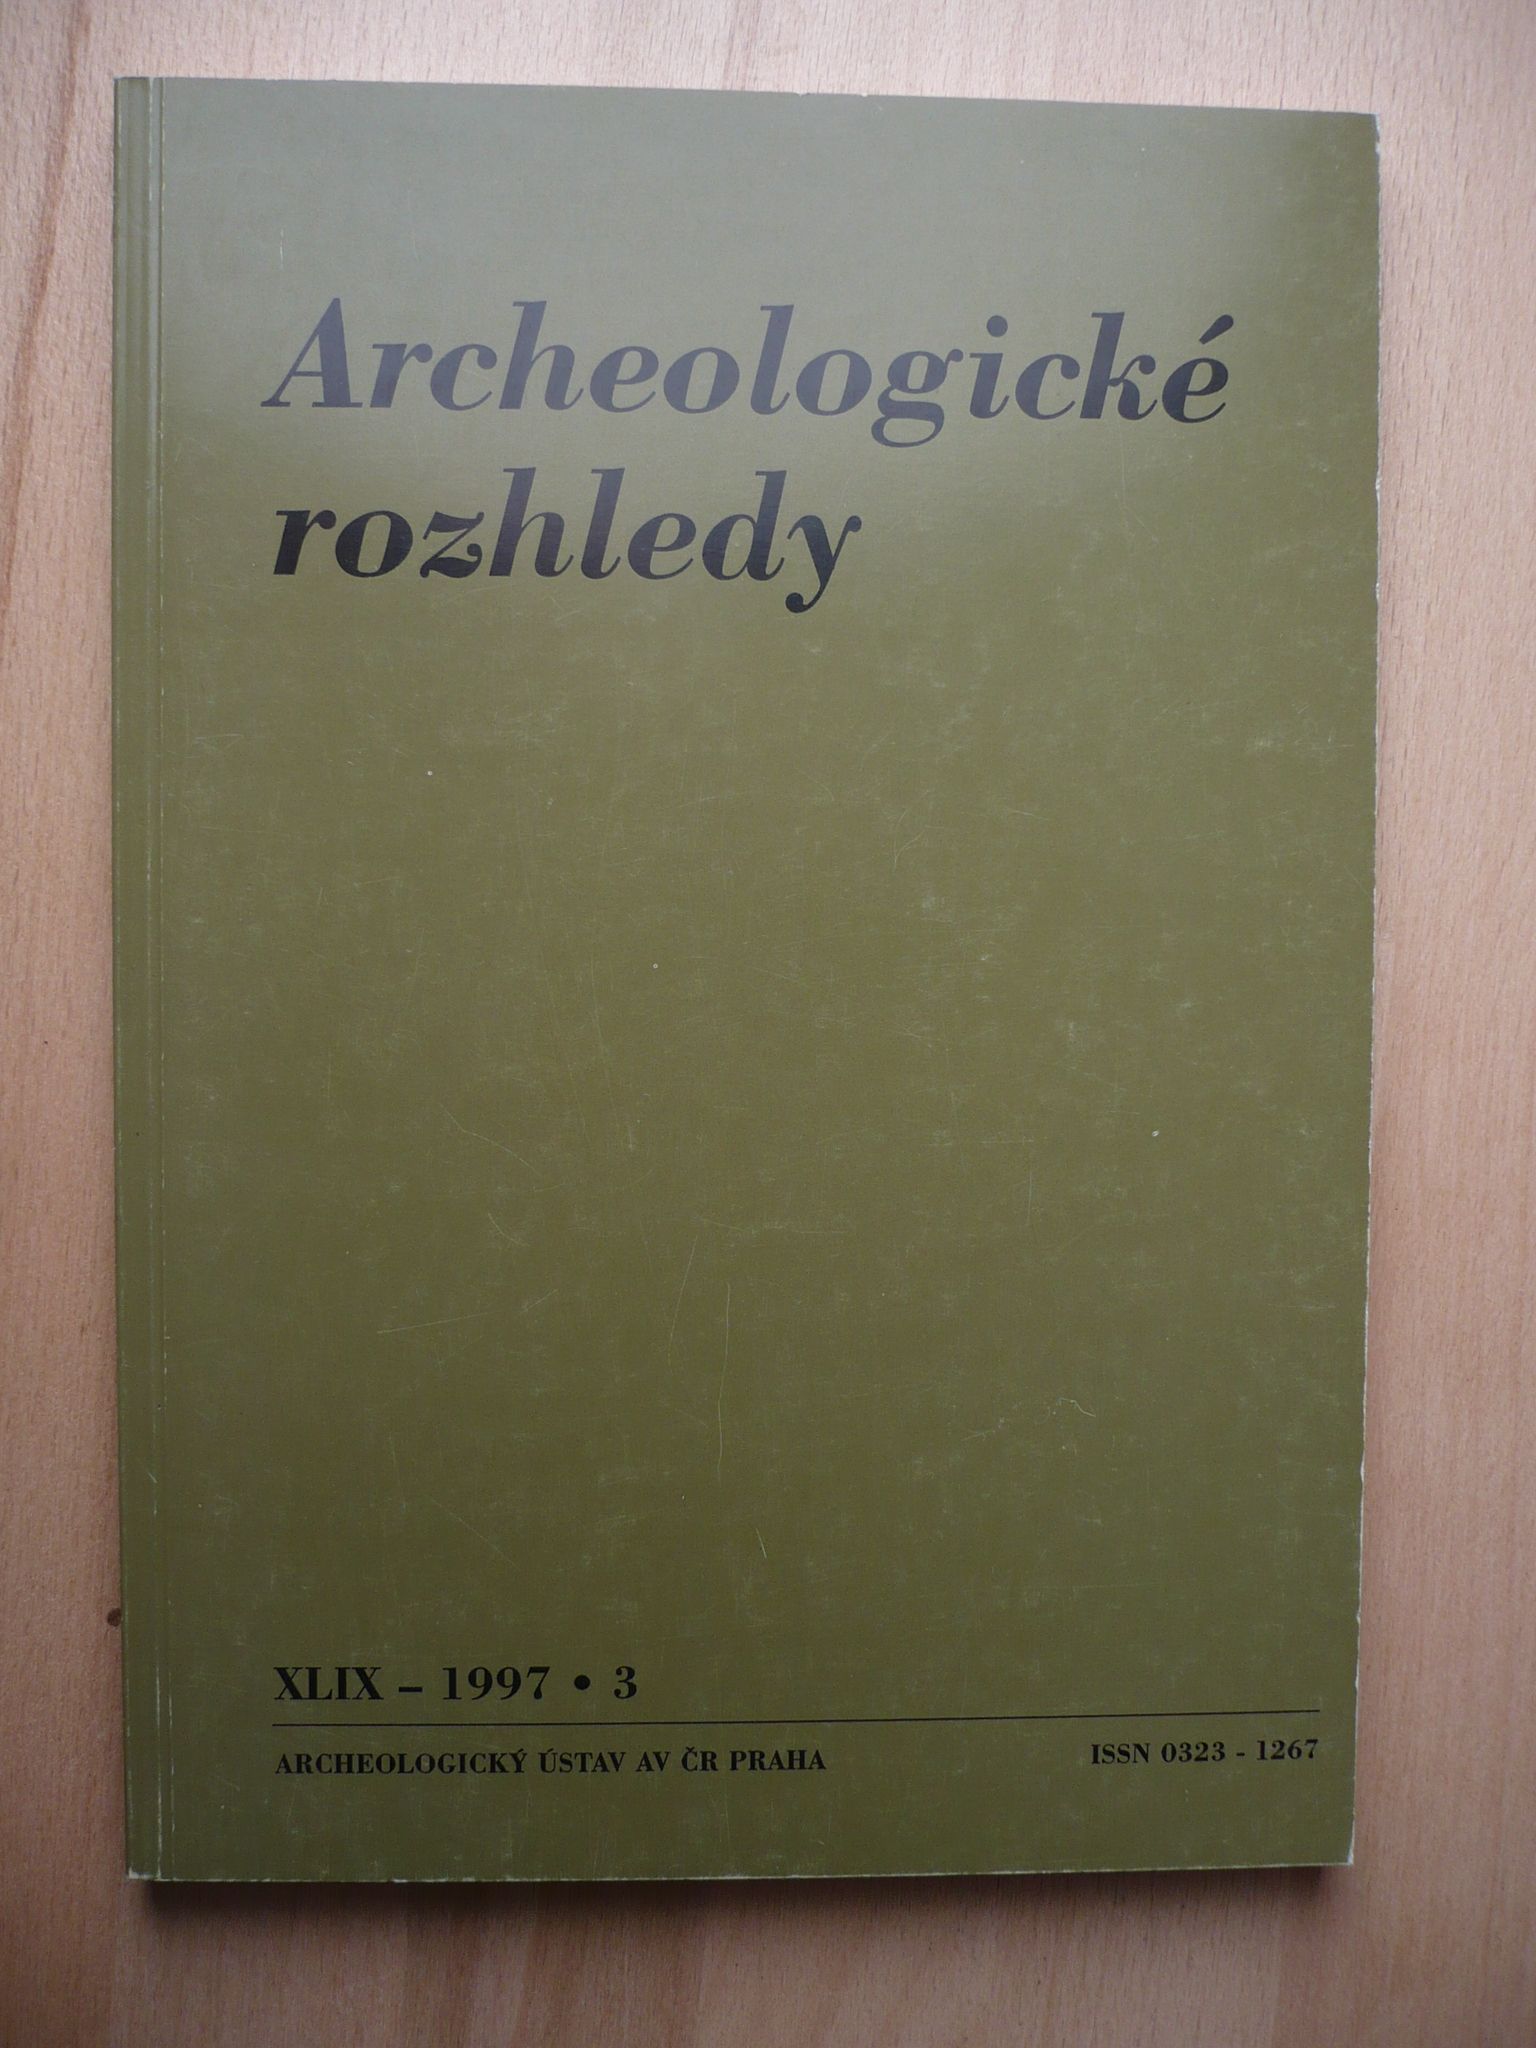 Archeologické
rozhledy
XLIX – 1997 • 3
ARCHEOLOGICKÝ ÚSTAV AV ČR PRAHA
ISSN 0323 - 1267